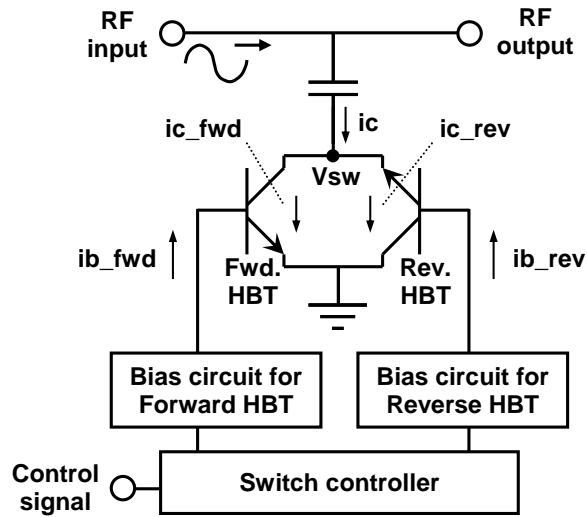 RF
input
RF
output
ic
ic_fwd
ic_rev
Vsw
ib_fwd
Fwd.
HBT
Rev.
HBT
ib_rev
Bias circuit for
Forward HBT
Bias circuit for
Reverse HBT
Control
signal
Switch controller